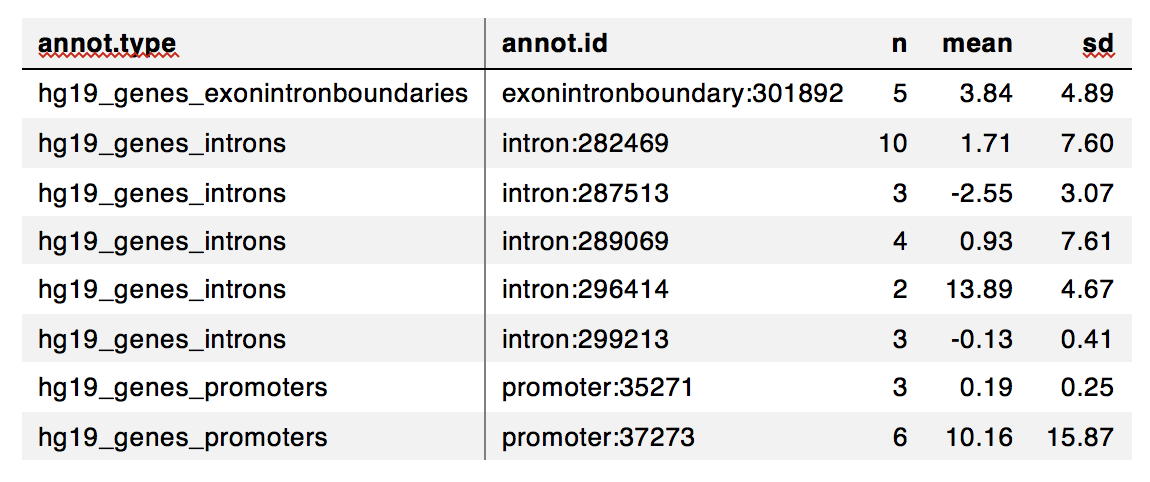 annot.type annot.id n mean sd
hg19_genes_exonintronboundaries exonintronboundary:301892 5 3.84 4.89
hg19_genes_introns intron:282469 10 1.71 7.60
hg19_genes_introns intron:287513 3 -2.55 3.07
hg19_genes_introns intron:289069 4 0.93 7.61
hg19_genes_introns intron:296414 2 13.89 4.67
hg19_genes_introns intron:299213 3 -0.13 0.41
hg19_genes_promoters promoter:35271 3 0.19 0.25
hg19_genes_promoters promoter:37273 6 10.16 15.87